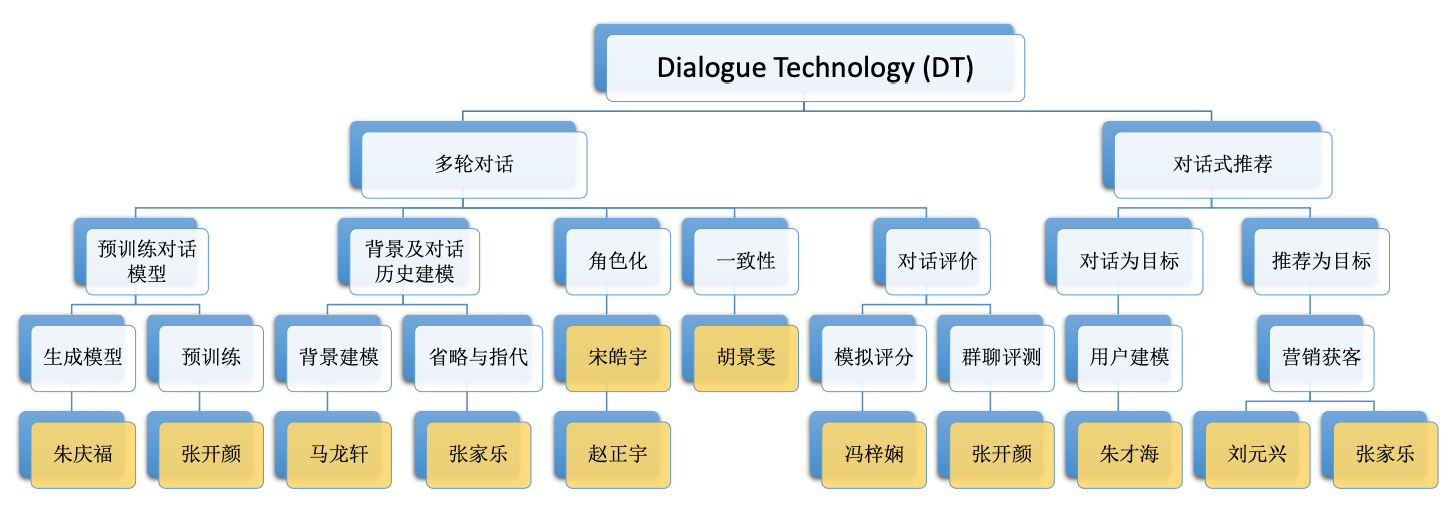 Dialogue Technology (DT)
多轮对话
对话式推荐
预训练对话
模型
背景及对话
历史建模
角色化
一致性
对话评价
对话为目标
推荐为目标
生成模型
预训练
背景建模
省略与指代
宋皓宇
胡景雯
模拟评分
群聊评测
用户建模
营销获客
朱庆福
张开颜
马龙轩
张家乐
赵正宇
冯梓娴
张开颜
朱才海
刘元兴
张家乐